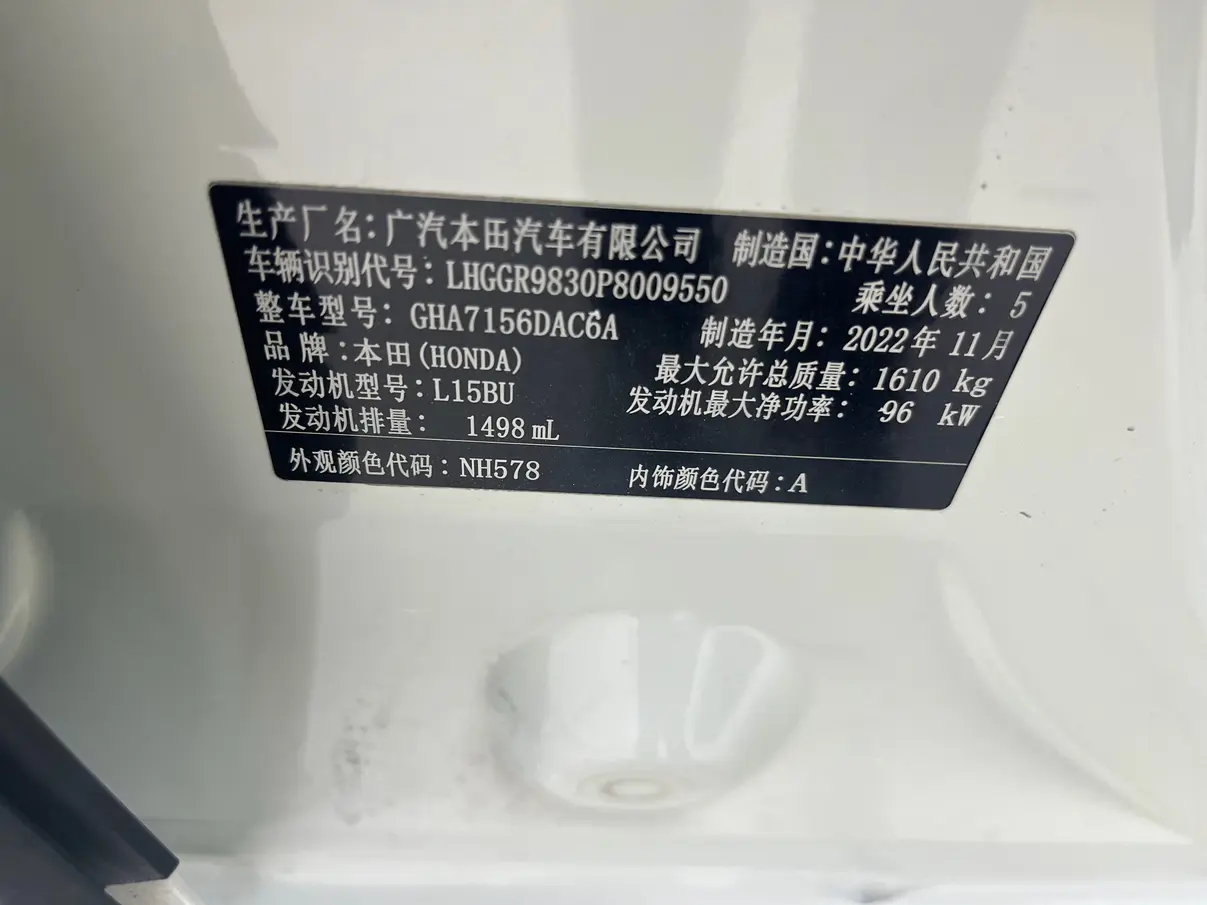 生产厂名：广汽本田汽车有限公司 制造国：中华人民共和国
车辆识别代号：LHGGR9830P8009550 乘坐人数：5
整车型号：GHA7156DAC6A 制造年月：2022年11月
品牌：本田(HONDA) 最大允许总质量：1610 kg
发动机型号：L15BU 发动机最大净功率：96 kW
发动机排量：1498 mL
外观颜色代码：NH578 内饰颜色代码：A